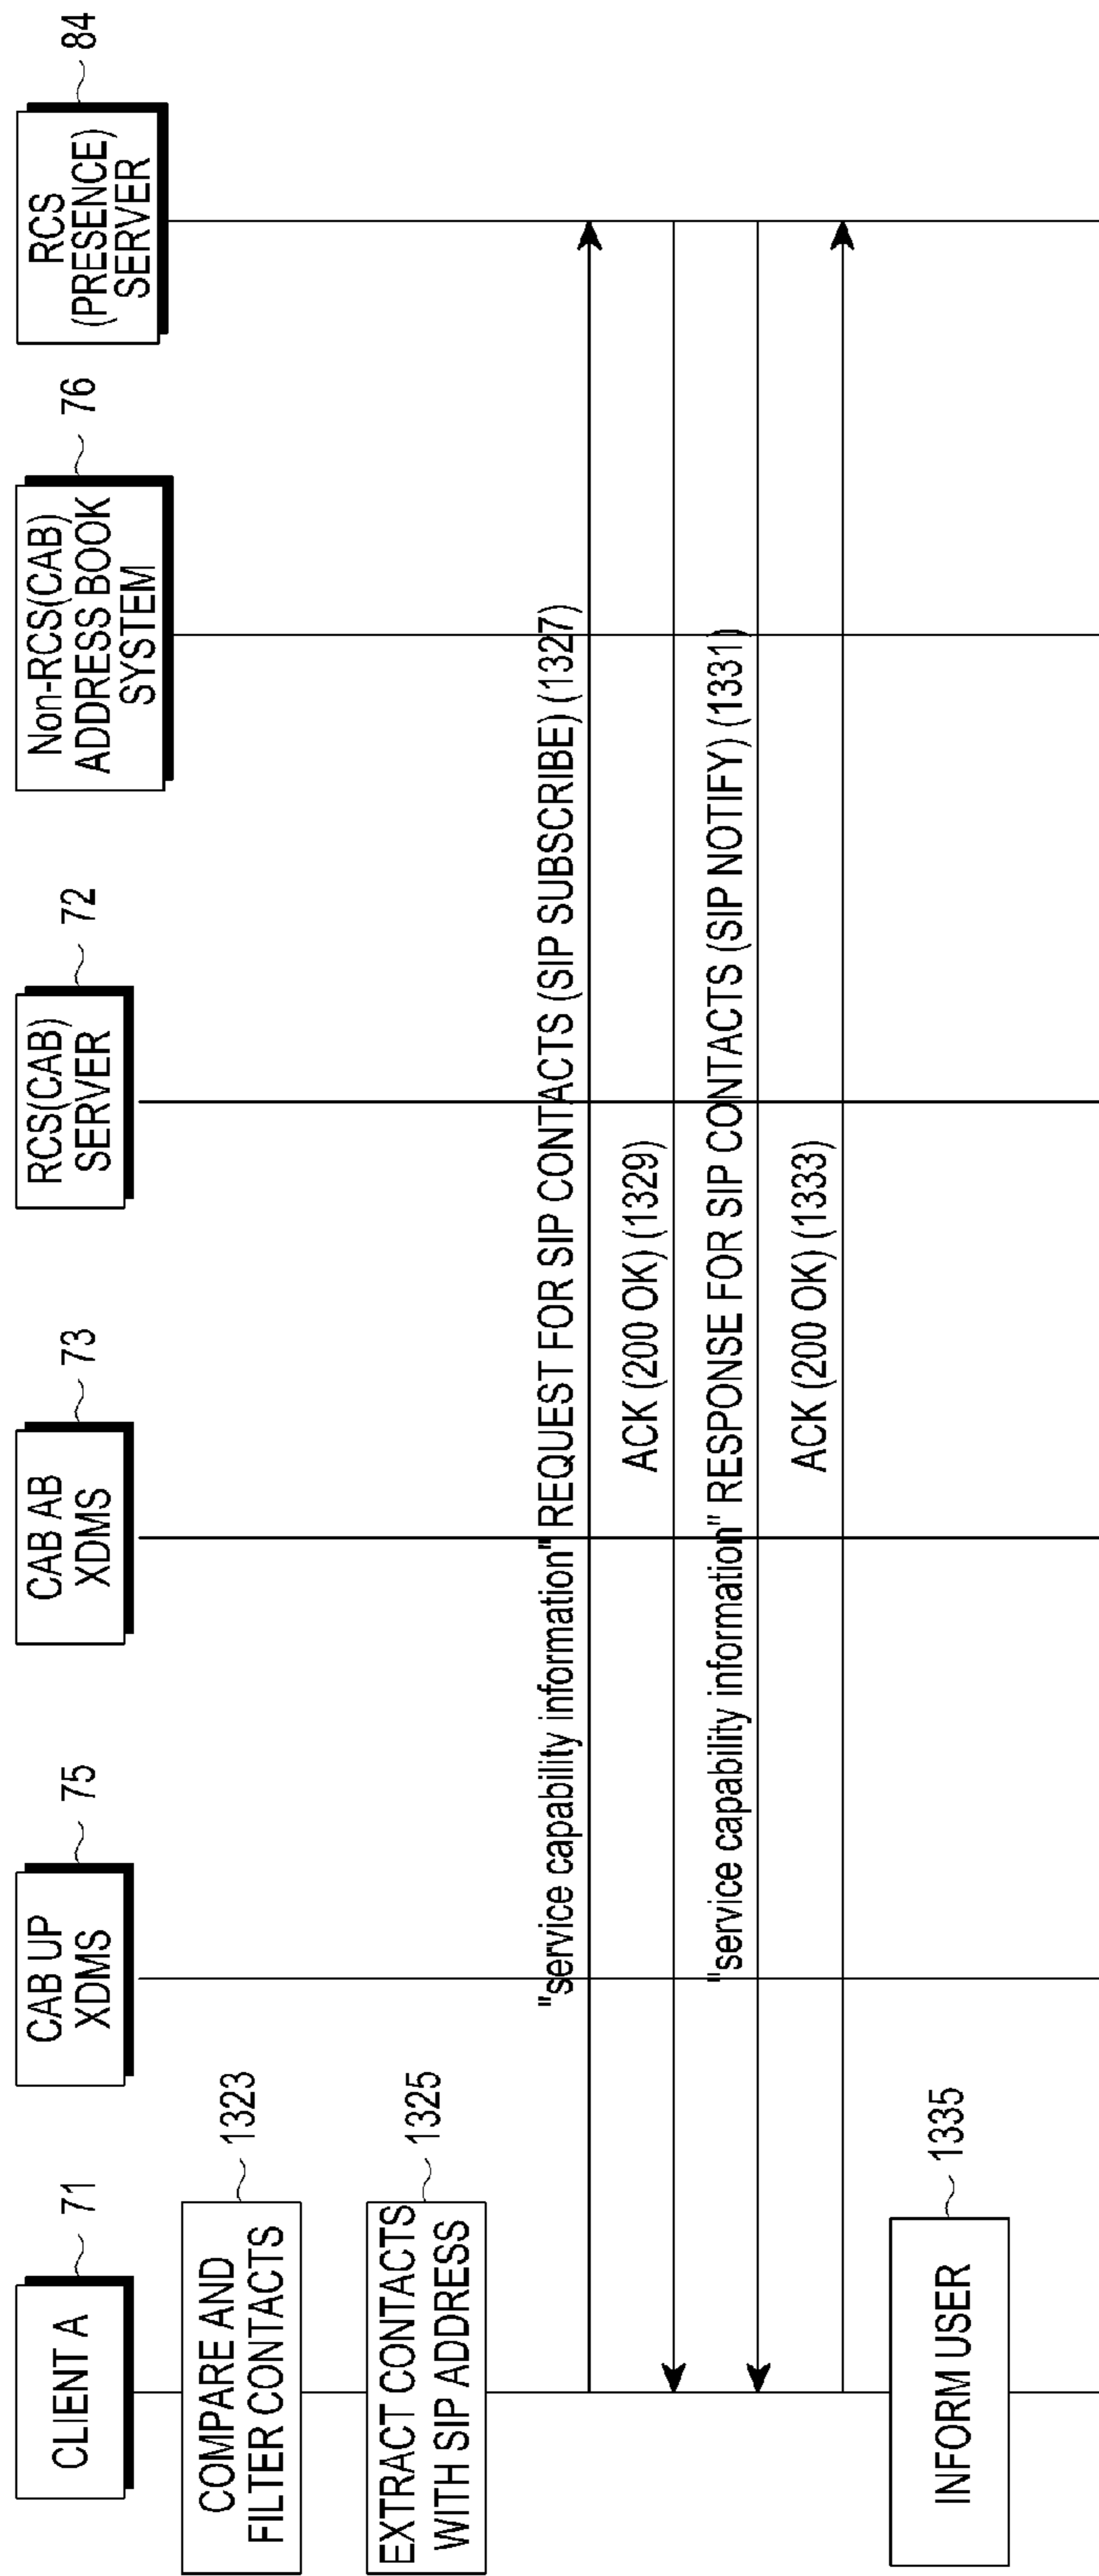 CLIENT A
71
CAB UP
XDMS
75
CAB AB
XDMS
73
RCS(CAB)
SERVER
72
Non-RCS(CAB)
ADDRESS BOOK
SYSTEM
76
RCS
(PRESENCE)
SERVER
84
COMPARE AND
FILTER CONTACTS
1323
EXTRACT CONTACTS
WITH SIP ADDRESS
1325
"service capability information" REQUEST FOR SIP CONTACTS (SIP SUBSCRIBE) (1327)
ACK (200 OK) (1329)
"service capability information" RESPONSE FOR SIP CONTACTS (SIP NOTIFY) (1331)
ACK (200 OK) (1333)
INFORM USER
1335